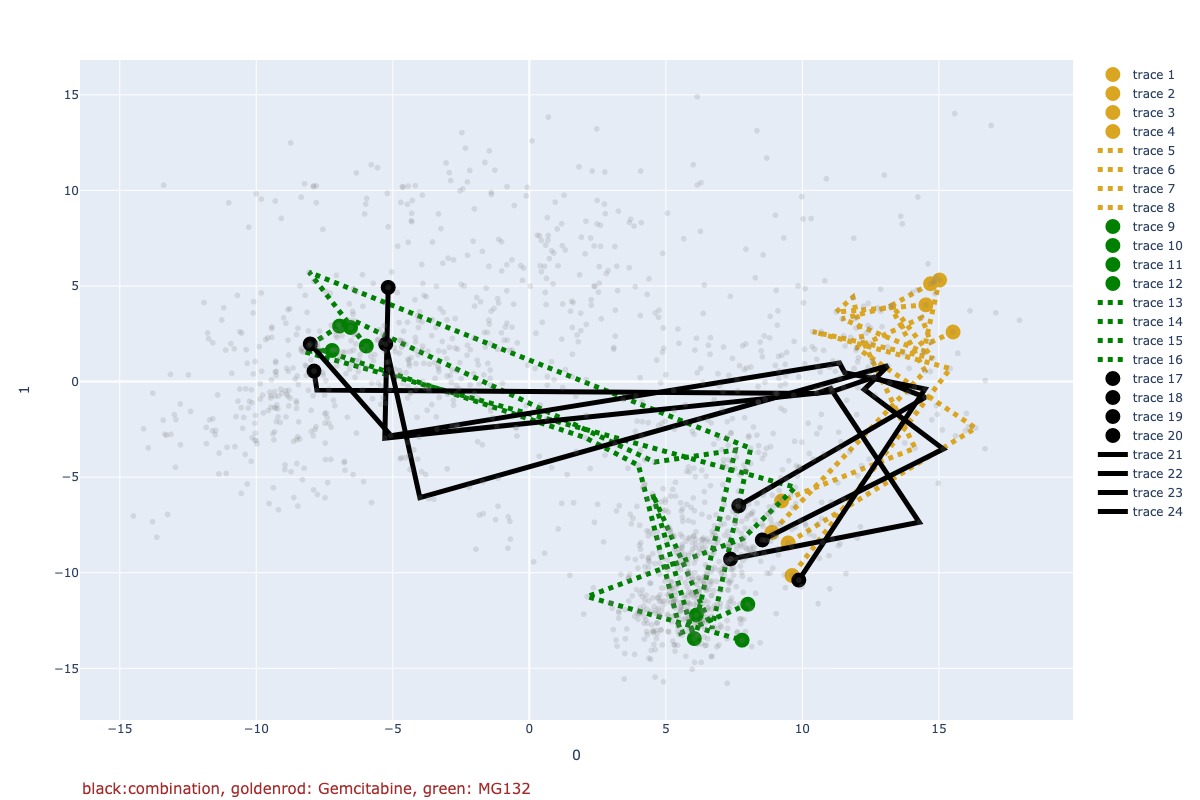 15
10
5
0
−5
−10
−15
1
−15
−10
−5
0
5
10
15
0
trace 1
trace 2
trace 3
trace 4
trace 5
trace 6
trace 7
trace 8
trace 9
trace 10
trace 11
trace 12
trace 13
trace 14
trace 15
trace 16
trace 17
trace 18
trace 19
trace 20
trace 21
trace 22
trace 23
trace 24
black:combination, goldenrod: Gemcitabine, green: MG132